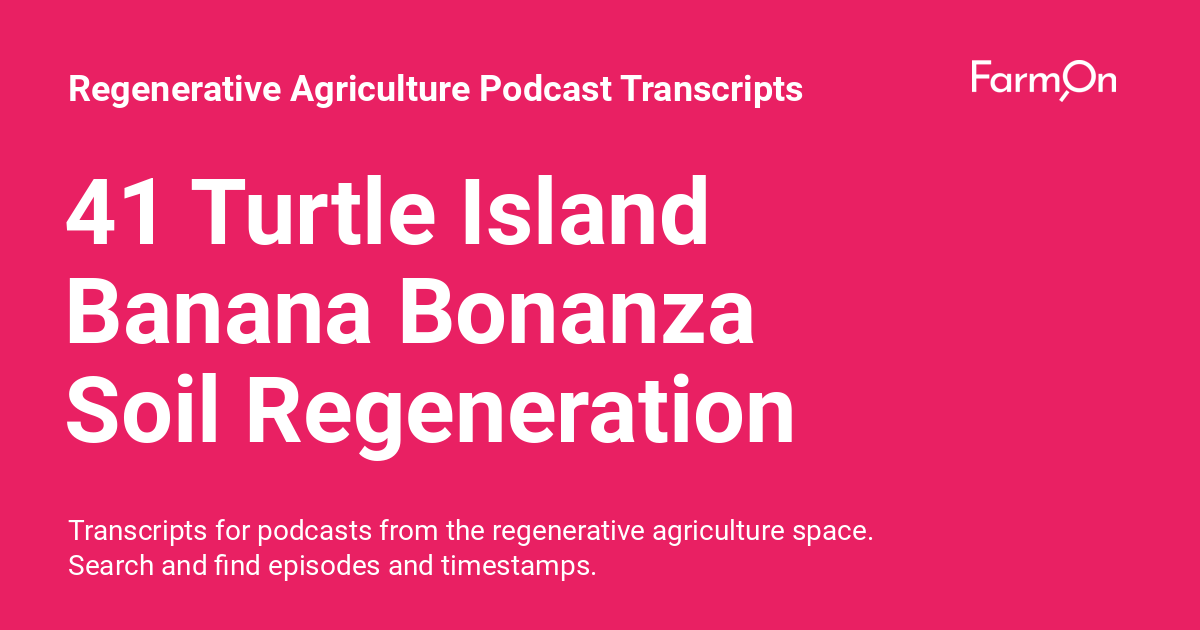 Regenerative Agriculture Podcast Transcripts
FarmOn
41 Turtle Island
Banana Bonanza
Soil Regeneration
Transcripts for podcasts from the regenerative agriculture space.
Search and find episodes and timestamps.